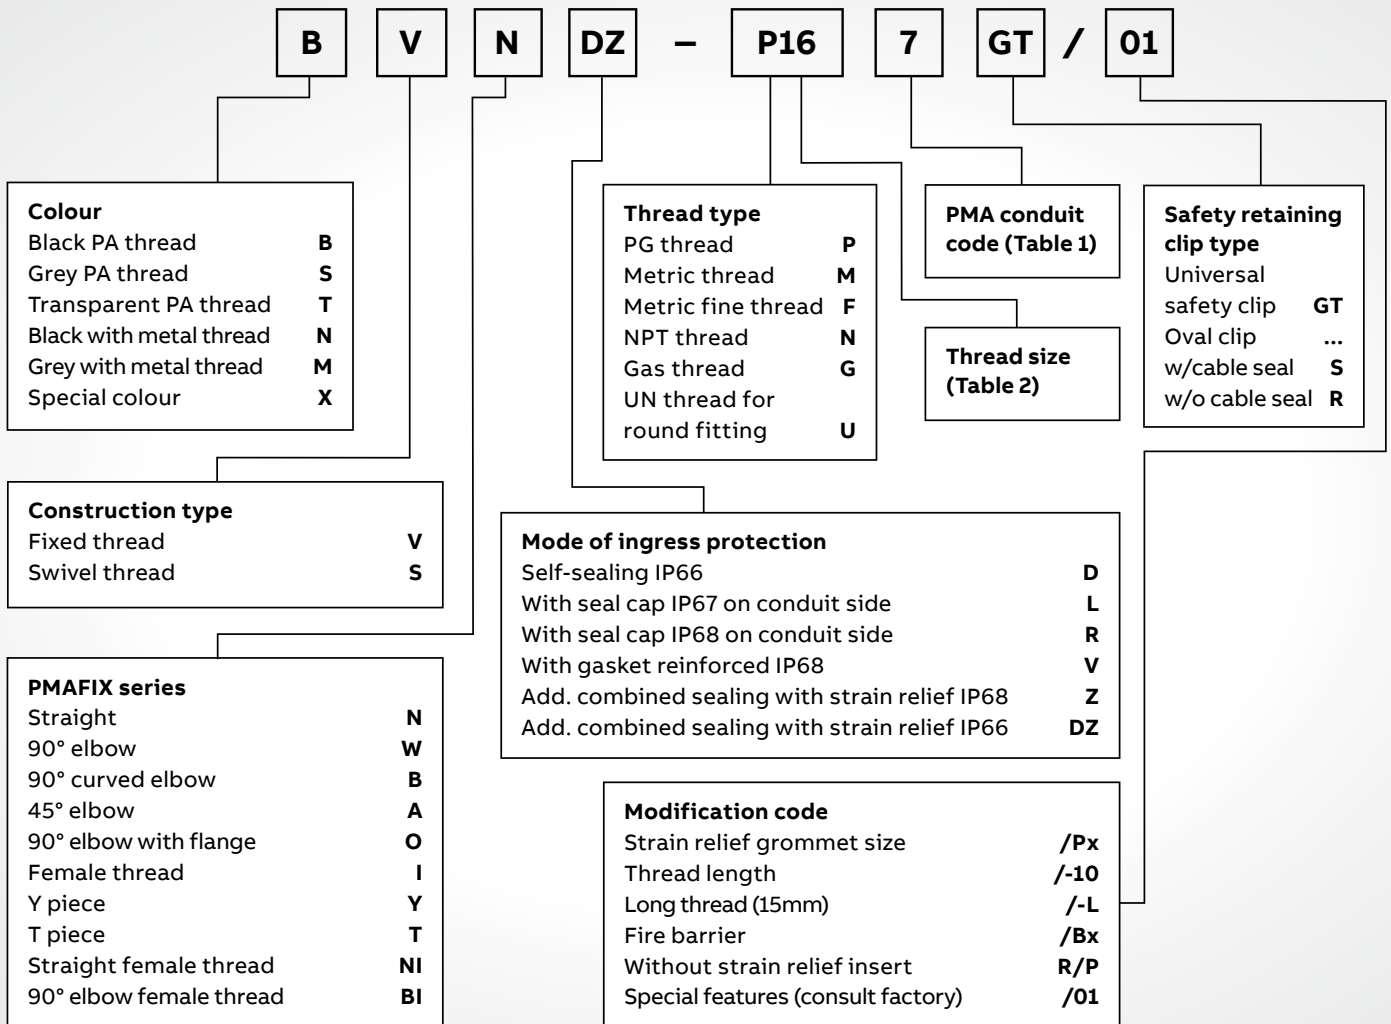 B V N DZ – P16 7 GT / 01
Colour
Black PA thread B
Grey PA thread S
Transparent PA thread T
Black with metal thread N
Grey with metal thread M
Special colour X
Thread type
PG thread P
Metric thread M
Metric fine thread F
NPT thread N
Gas thread G
UN thread for
round fitting U
PMA conduit
code (Table 1)
Safety retaining
clip type
Universal
safety clip GT
Oval clip ...
w/cable seal S
w/o cable seal R
Thread size
(Table 2)
Construction type
Fixed thread V
Swivel thread S
Mode of ingress protection
Self-sealing IP66 D
With seal cap IP67 on conduit side L
With seal cap IP68 on conduit side R
With gasket reinforced IP68 V
Add. combined sealing with strain relief IP68 Z
Add. combined sealing with strain relief IP66 DZ
PMAFIX series
Straight N
90° elbow W
90° curved elbow B
45° elbow A
90° elbow with flange O
Female thread I
Y piece Y
T piece T
Straight female thread NI
90° elbow female thread BI
Modification code
Strain relief grommet size /Px
Thread length /-10
Long thread (15mm) /-L
Fire barrier /Bx
Without strain relief insert R/P
Special features (consult factory) /01